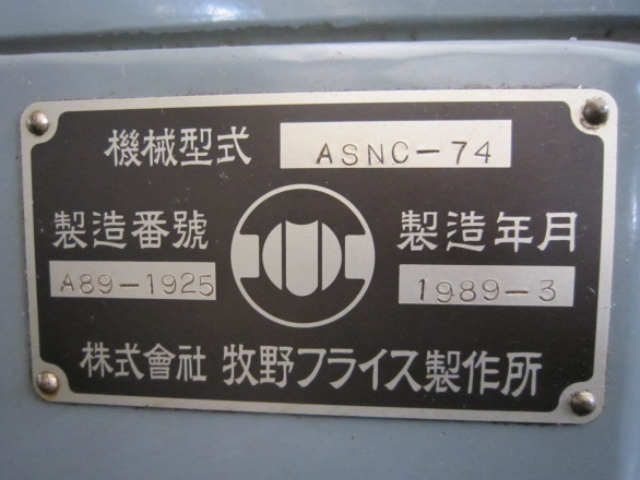 機械型式 ASNC-74
製造番號 製造年月
A89-1925 1989-3
株式會社 牧野フライス製作所